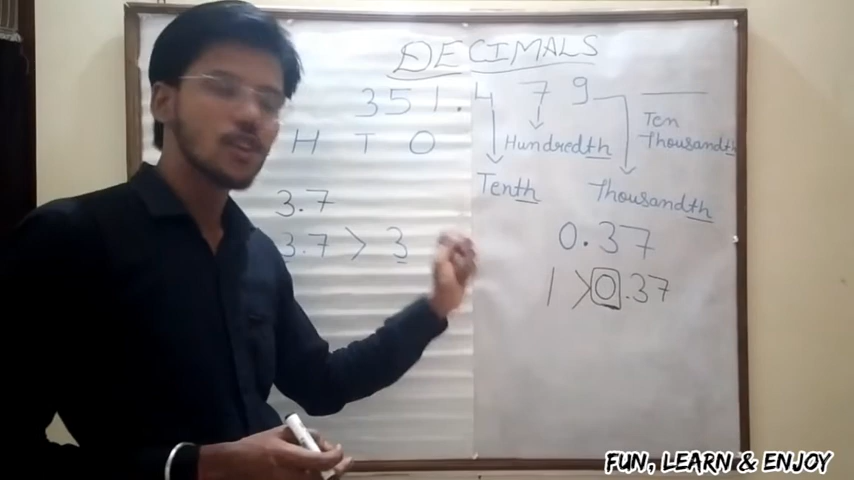 DECIMALS
351.479
H T O
Hundredth
Ten
Thousandth
Tenth
Thousandth
3.7
3.7 > 3
0.37
1 > 0.37
FUN, LEARN & ENJOY